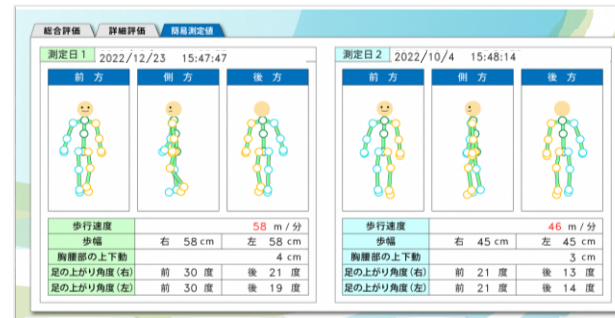 総合評価 詳細評価 簡易測定値
測定日1 2022/12/23 15:47:47
前方 側方 後方
歩行速度 58 m/分
歩幅 右 58 cm 左 58 cm
胸腰部の上下動 4 cm
足の上がり角度(右) 前 30 度 後 21 度
足の上がり角度(左) 前 30 度 後 19 度
測定日2 2022/10/4 15:48:14
前方 側方 後方
歩行速度 46 m/分
歩幅 右 45 cm 左 45 cm
胸腰部の上下動 3 cm
足の上がり角度(右) 前 21 度 後 13 度
足の上がり角度(左) 前 21 度 後 14 度